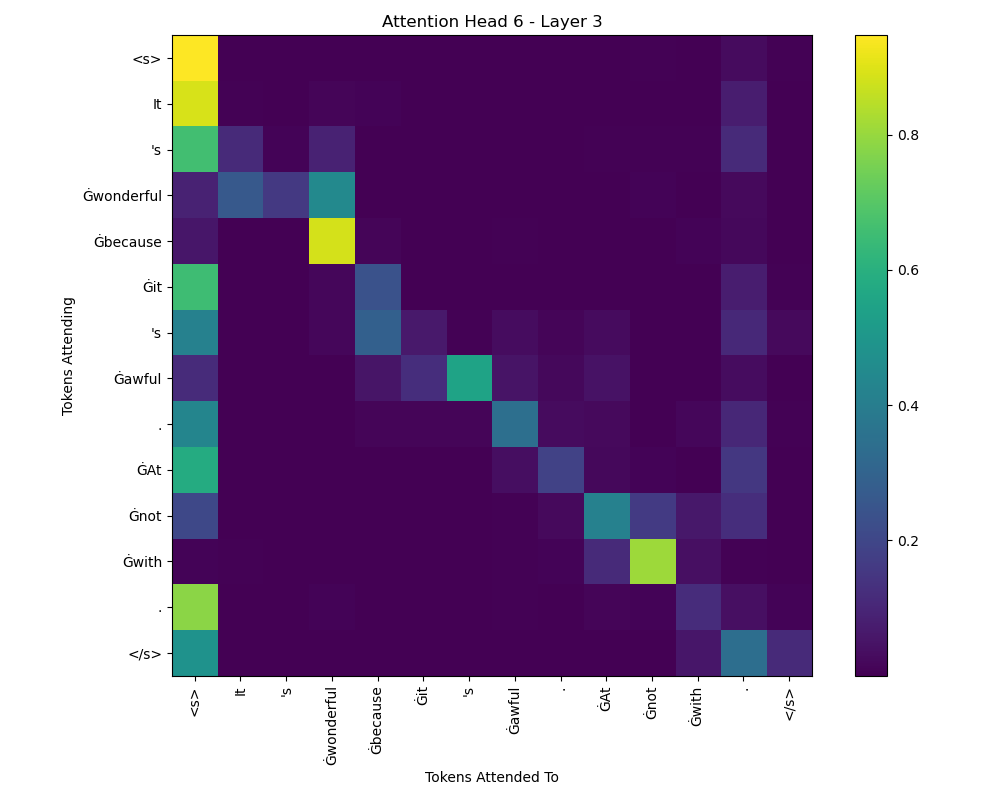 Attention Head 6 - Layer 3
<s>
It
's
Ġwonderful
Ġbecause
Ġit
's
Ġawful
.
ĠAt
Ġnot
Ġwith
.
</s>
Tokens Attending
<s>
It
's
Ġwonderful
Ġbecause
Ġit
's
Ġawful
.
ĠAt
Ġnot
Ġwith
.
</s>
Tokens Attended To
0.8
0.6
0.4
0.2